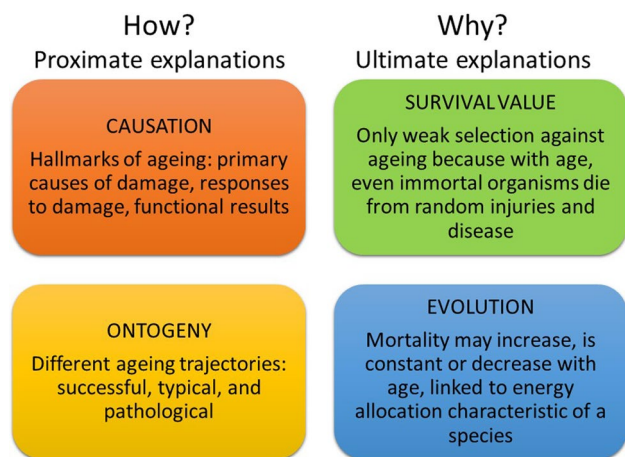 How?
Proximate explanations
CAUSATION
Hallmarks of ageing: primary
causes of damage, responses
to damage, functional results
ONTOGENY
Different ageing trajectories:
successful, typical, and
pathological
Why?
Ultimate explanations
SURVIVAL VALUE
Only weak selection against
ageing because with age,
even immortal organisms die
from random injuries and
disease
EVOLUTION
Mortality may increase, is
constant or decrease with
age, linked to energy
allocation characteristic of a
species